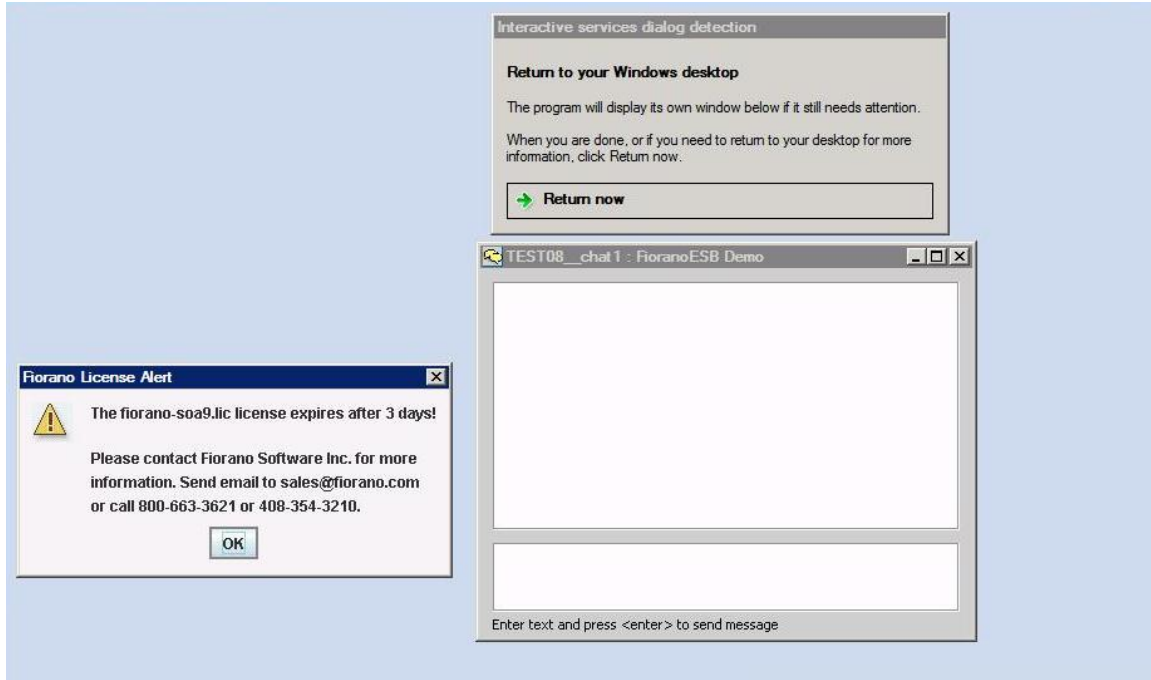 Interactive services dialog detection
Return to your Windows desktop
The program will display its own window below if it still needs attention.
When you are done, or if you need to return to your desktop for more
information, click Return now.
Return now
TEST08__chat1 : FioranoESB Demo
Enter text and press <enter> to send message
Fiorano License Alert
The fiorano-soa9.lic license expires after 3 days!
Please contact Fiorano Software Inc. for more
information. Send email to sales@fiorano.com
or call 800-663-3621 or 408-354-3210.
OK